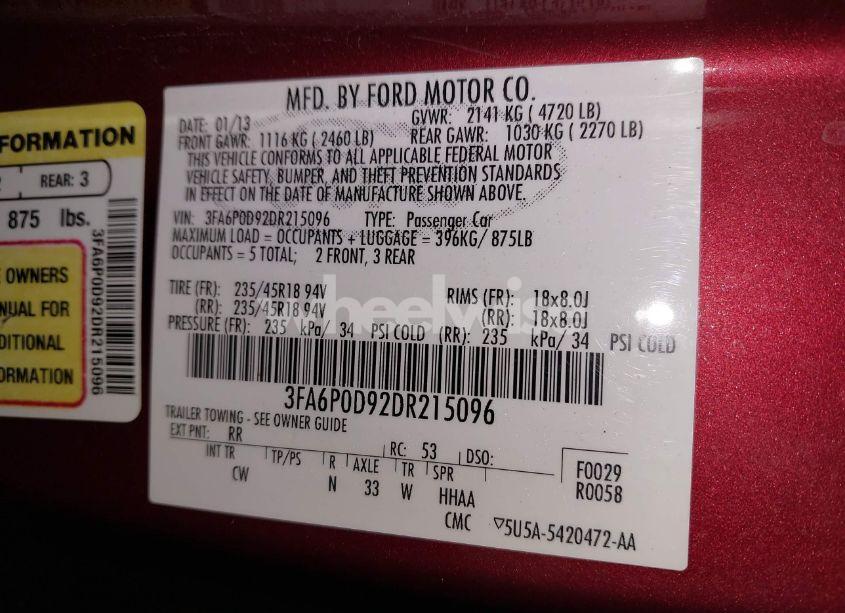 FORMATION
REAR: 3
875 lbs.
E OWNERS
NUAL FOR
DITIONAL
FORMATION
3FA6P0D92DR215096
MFD. BY FORD MOTOR CO.
DATE: 01/13 GVWR: 2141 KG ( 4720 LB)
FRONT GAWR: 1116 KG ( 2460 LB) REAR GAWR: 1030 KG ( 2270 LB)
THIS VEHICLE CONFORMS TO ALL APPLICABLE FEDERAL MOTOR
VEHICLE SAFETY, BUMPER, AND THEFT PREVENTION STANDARDS
IN EFFECT ON THE DATE OF MANUFACTURE SHOWN ABOVE.
VIN: 3FA6P0D92DR215096 TYPE: Passenger Car
MAXIMUM LOAD = OCCUPANTS + LUGGAGE = 396KG/ 875LB
OCCUPANTS = 5 TOTAL; 2 FRONT, 3 REAR
TIRE (FR): 235/45R18 94V RIMS (FR): 18x8.0J
(RR): 235/45R18 94V (RR): 18x8.0J
PRESSURE (FR): 235 kPa/ 34 PSI COLD (RR): 235 kPa/ 34 PSI COLD
wheelwis
3FA6P0D92DR215096
TRAILER TOWING - SEE OWNER GUIDE
EXT PNT: RR RC: 53 DSO:
INT TR TP/PS R AXLE TR SPR
CW N 33 W HHAA
CMC
F0029
R0058
5U5A-5420472-AA